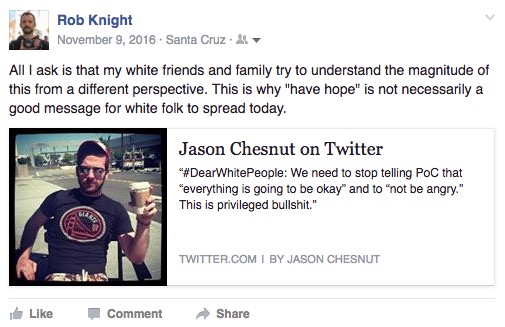 Rob Knight
November 9, 2016 · Santa Cruz ·
All I ask is that my white friends and family try to understand the magnitude of
this from a different perspective. This is why "have hope" is not necessarily a
good message for white folk to spread today.
Jason Chesnut on Twitter
“#DearWhitePeople: We need to stop telling PoC that
“everything is going to be okay” and to “not be angry.”
This is privileged bullshit.”
TWITTER.COM | BY JASON CHESNUT
Like Comment Share